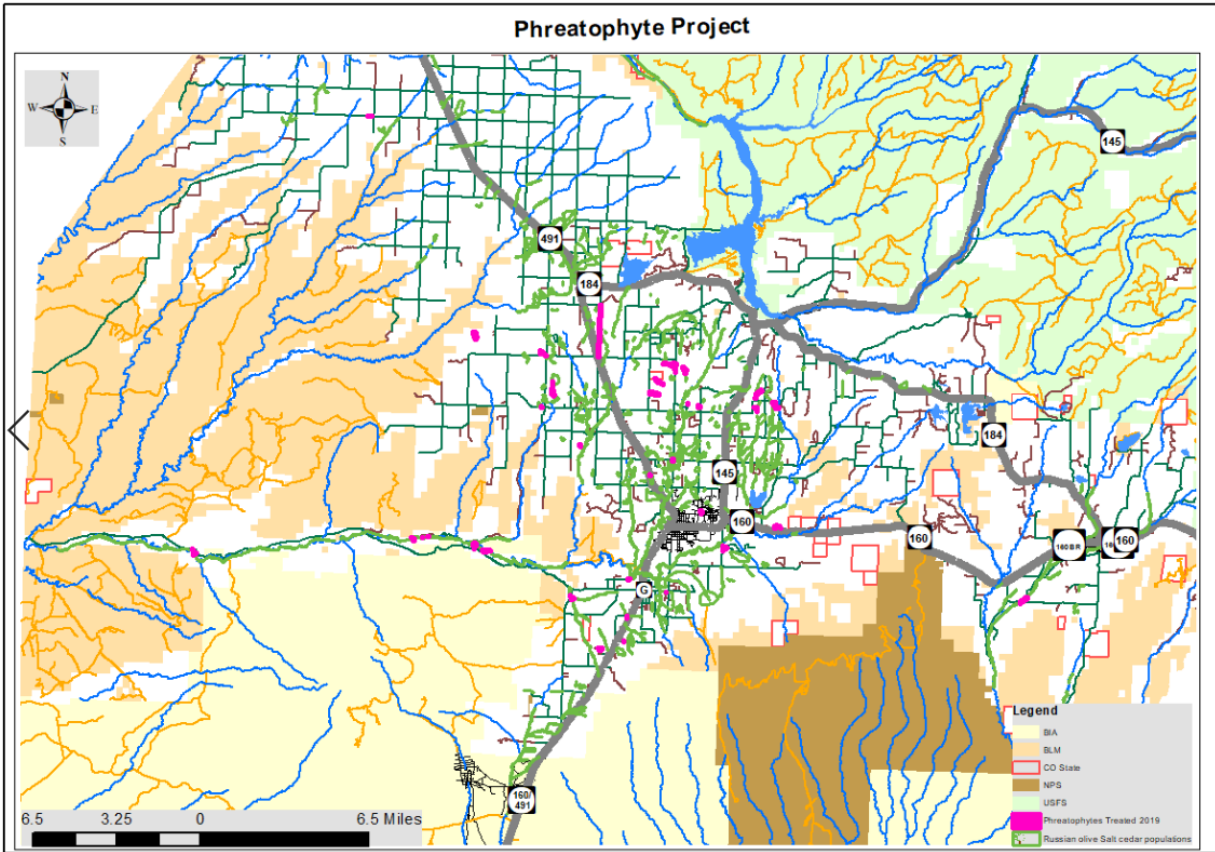 Phreatophyte Project
N
W E
S
145
491
184
184
145
160
160
160BR
160
G
160/
491
Legend
BIA
BLM
CO State
NPS
USFS
Phreatophytes Treated 2019
Russian olive Salt cedar populations
6.5 3.25 0 6.5 Miles